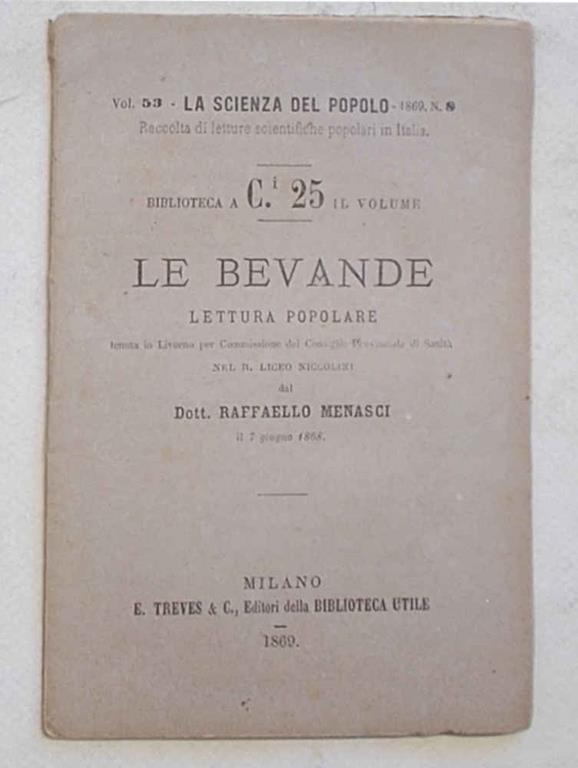 Vol. 53 - LA SCIENZA DEL POPOLO - 1869. N. 8
Raccolta di letture scientifiche popolari in Italia.
BIBLIOTECA A C.i 25 IL VOLUME
LE BEVANDE
LETTURA POPOLARE
tenuta in Livorno per Commissione del Consiglio Provinciale di Sanità
NEL R. LICEO NICCOLINI
dal
Dott. RAFFAELLO MENASCI
il 7 giugno 1868.
MILANO
E. TREVES & C., Editori della BIBLIOTECA UTILE
1869.